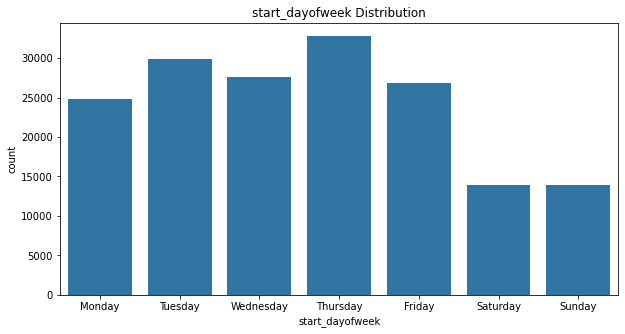 start_dayofweek Distribution
count
30000
25000
20000
15000
10000
5000
0
Monday Tuesday Wednesday Thursday Friday Saturday Sunday
start_dayofweek